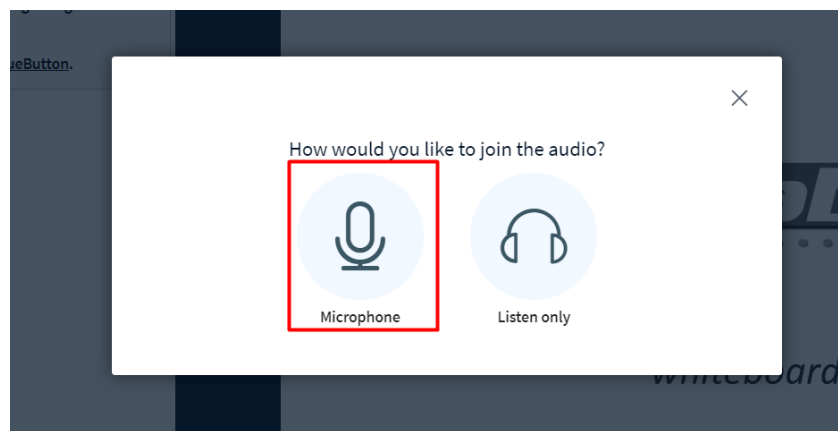 ueButton.
How would you like to join the audio?
Microphone
Listen only
whiteboard